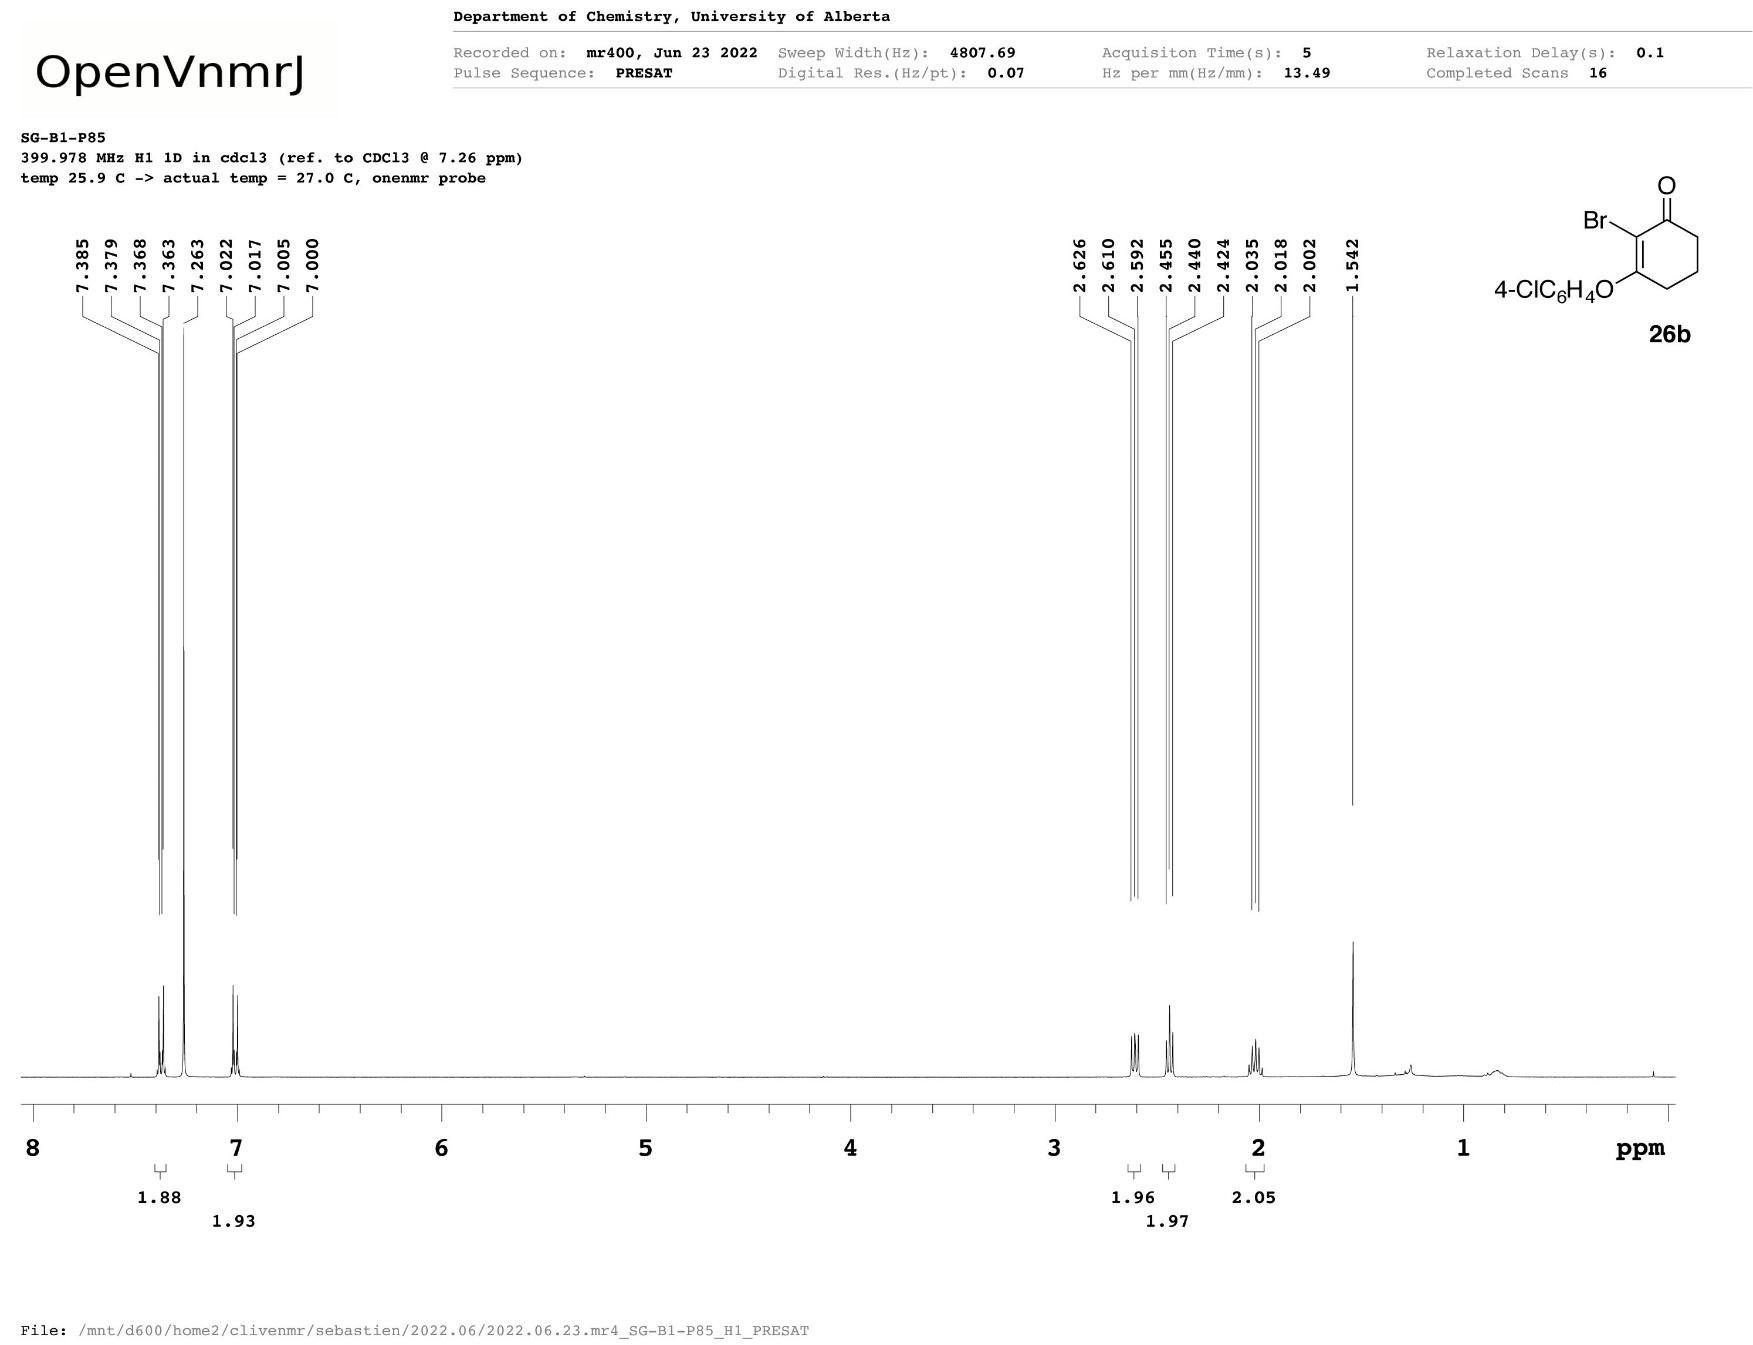 Department of Chemistry, University of Alberta
OpenVnmrJ
Recorded on: mr400, Jun 23 2022 Sweep Width(Hz): 4807.69 Acquisiton Time(s): 5 Relaxation Delay(s): 0.1
Pulse Sequence: PRESAT Digital Res.(Hz/pt): 0.07 Hz per mm(Hz/mm): 13.49 Completed Scans 16
SG-B1-P85
399.978 MHz H1 1D in cdcl3 (ref. to CDCl3 @ 7.26 ppm)
temp 25.9 C -> actual temp = 27.0 C, onenmr probe
O
Br
4-ClC6H4O
26b
7.385 7.379 7.368 7.363 7.263 7.022 7.017 7.005 7.000 2.626 2.610 2.592 2.455 2.440 2.424 2.035 2.018 2.002 1.542
8 7 6 5 4 3 2 1 ppm
1.88 1.96 2.05
1.93 1.97
File: /mnt/d600/home2/clivenmr/sebastien/2022.06/2022.06.23.mr4_SG-B1-P85_H1_PRESAT